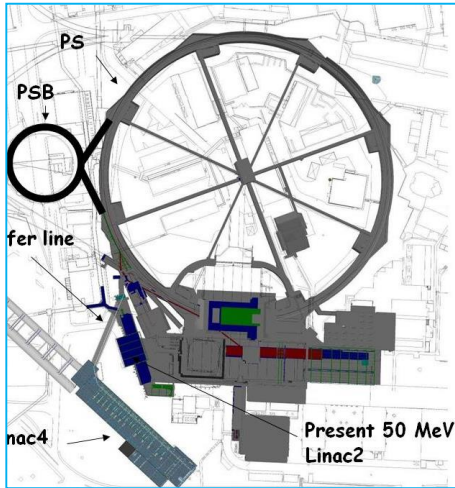 PS
PSB
fer line
nac4
Present 50 MeV
Linac2